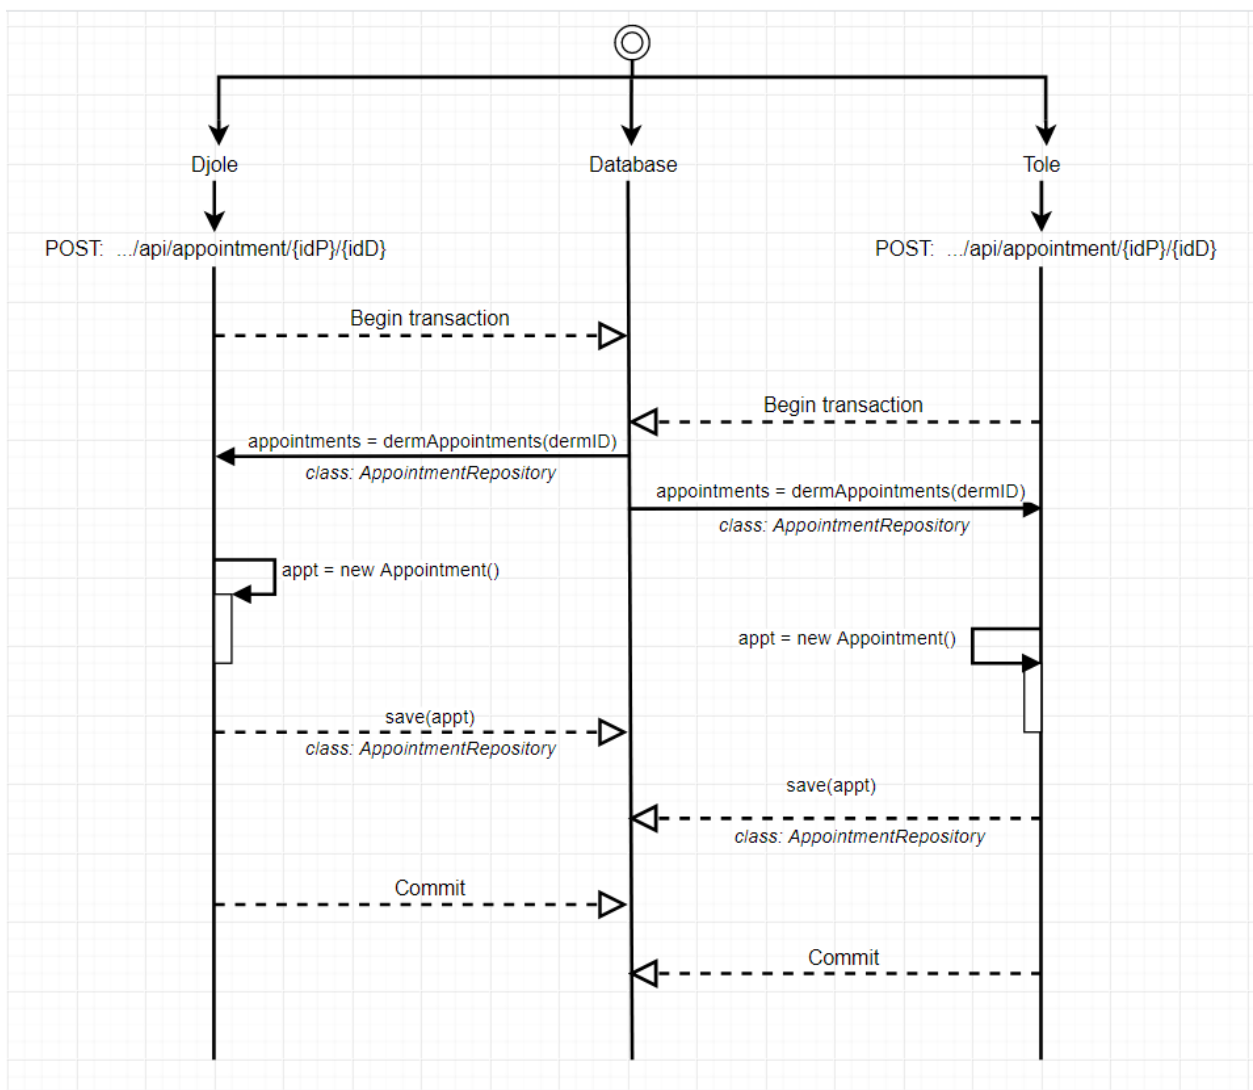 Djole
Database
Tole
POST:  .../api/appointment/{idP}/{idD}
POST:  .../api/appointment/{idP}/{idD}
Begin transaction
Begin transaction
appointments = dermAppointments(dermID)
class: AppointmentRepository
appointments = dermAppointments(dermID)
class: AppointmentRepository
appt = new Appointment()
appt = new Appointment()
save(appt)
class: AppointmentRepository
save(appt)
class: AppointmentRepository
Commit
Commit